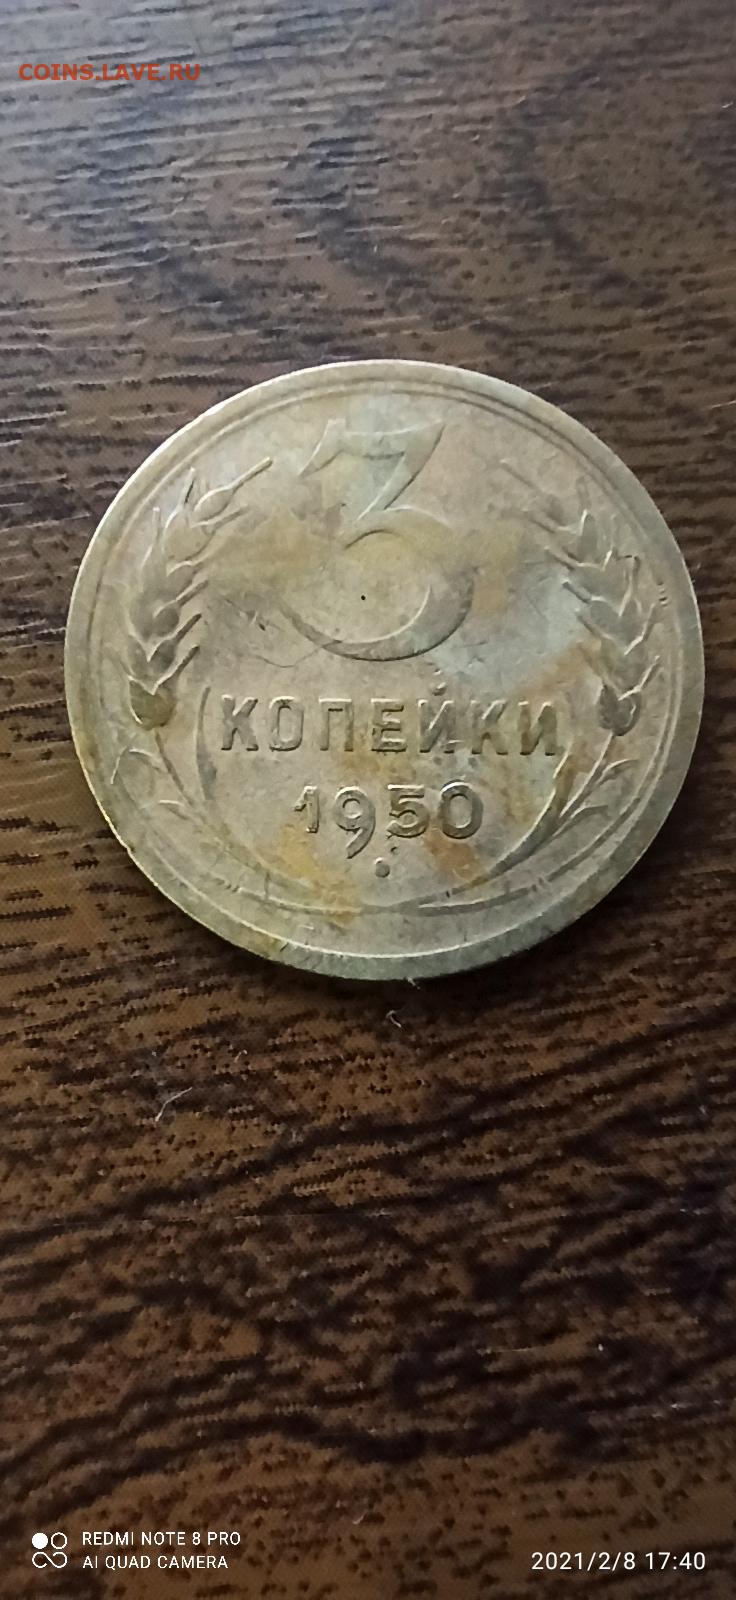 COINS.LAVE.RU
3
КОПЕЙКИ
1950
REDMI NOTE 8 PRO
AI QUAD CAMERA
2021/2/8 17:40